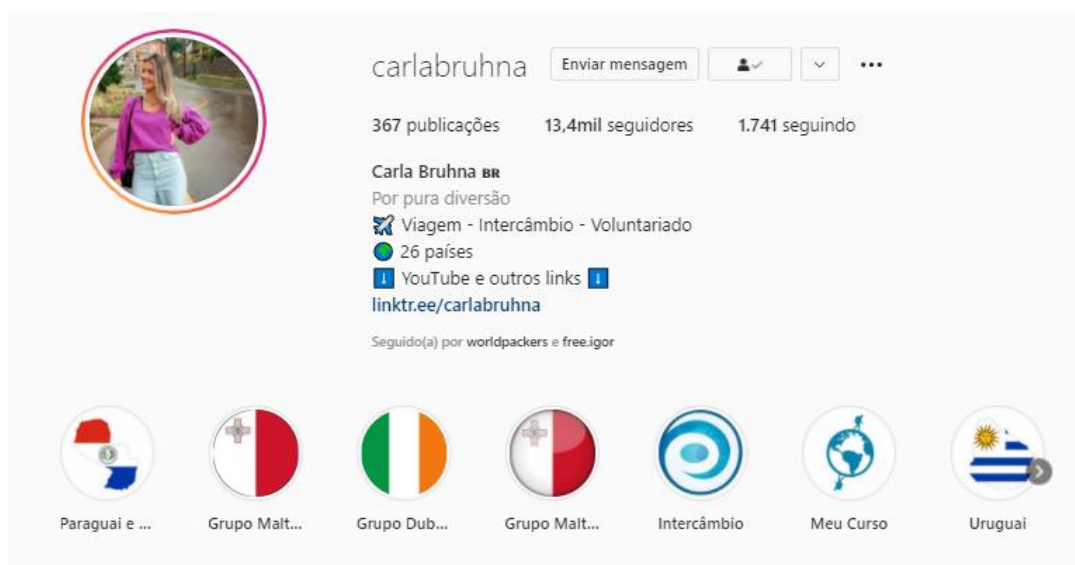 carlabruhna Enviar mensagem
367 publicações 13,4mil seguidores 1.741 seguindo
Carla Bruhna BR
Por pura diversão
Viagem - Intercâmbio - Voluntariado
26 países
YouTube e outros links
linktr.ee/carlabruhna
Seguido(a) por worldpackers e free.igor
Paraguai e ... Grupo Malt... Grupo Dub... Grupo Malt... Intercâmbio Meu Curso Uruguai